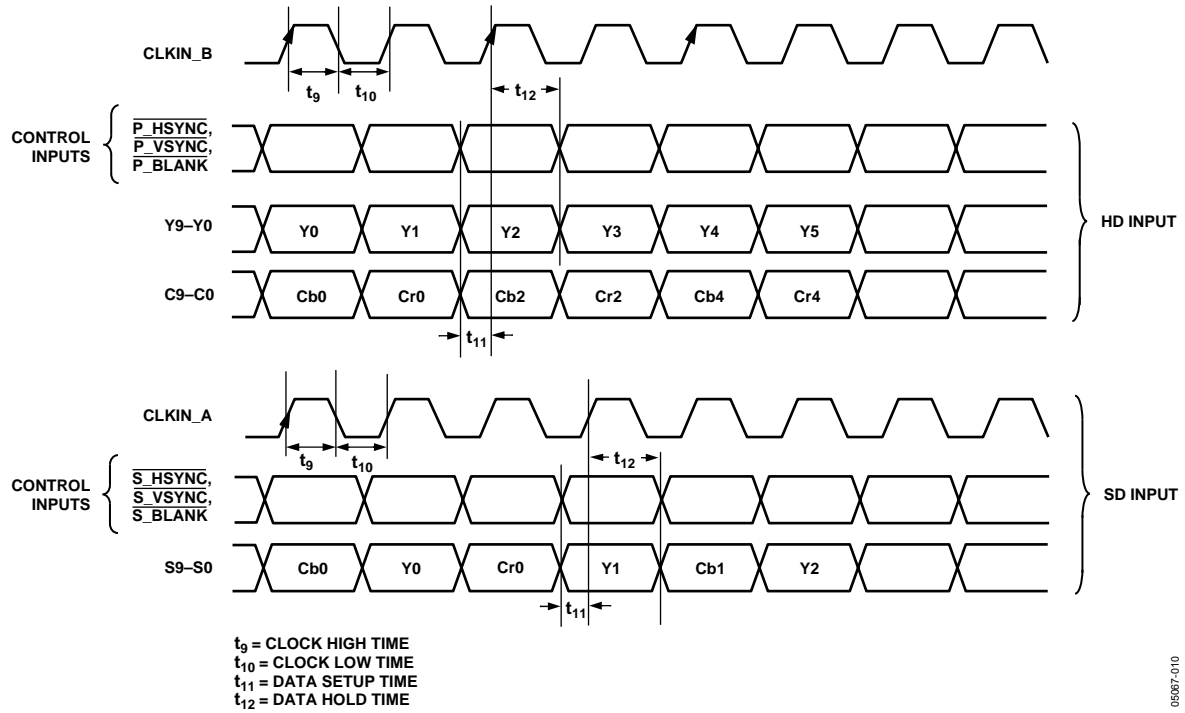 CLKIN_B
t9 t10 t12
CONTROL INPUTS
P_HSYNC,
P_VSYNC,
P_BLANK
Y9–Y0 Y0 Y1 Y2 Y3 Y4 Y5
HD INPUT
C9–C0 Cb0 Cr0 Cb2 Cr2 Cb4 Cr4
t11
CLKIN_A
t9 t10 t12
CONTROL INPUTS
S_HSYNC,
S_VSYNC,
S_BLANK
SD INPUT
S9–S0 Cb0 Y0 Cr0 Y1 Cb1 Y2
t11
t9 = CLOCK HIGH TIME
t10 = CLOCK LOW TIME
t11 = DATA SETUP TIME
t12 = DATA HOLD TIME
05067-010